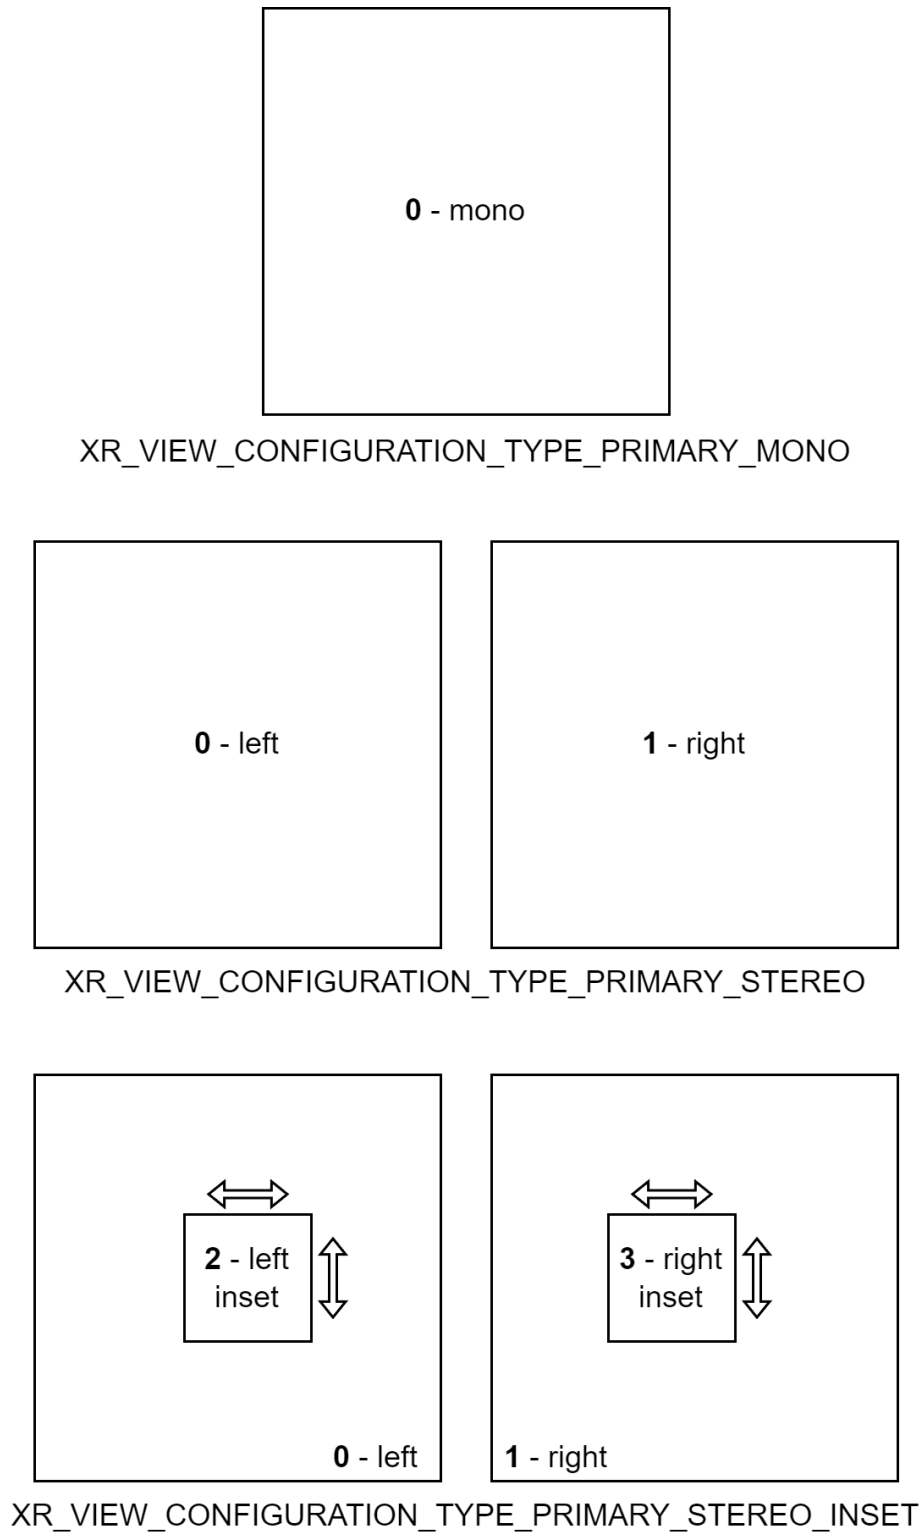 0 - mono
XR_VIEW_CONFIGURATION_TYPE_PRIMARY_MONO
0 - left
1 - right
XR_VIEW_CONFIGURATION_TYPE_PRIMARY_STEREO
2 - left
inset
3 - right
inset
0 - left
1 - right
XR_VIEW_CONFIGURATION_TYPE_PRIMARY_STEREO_INSET